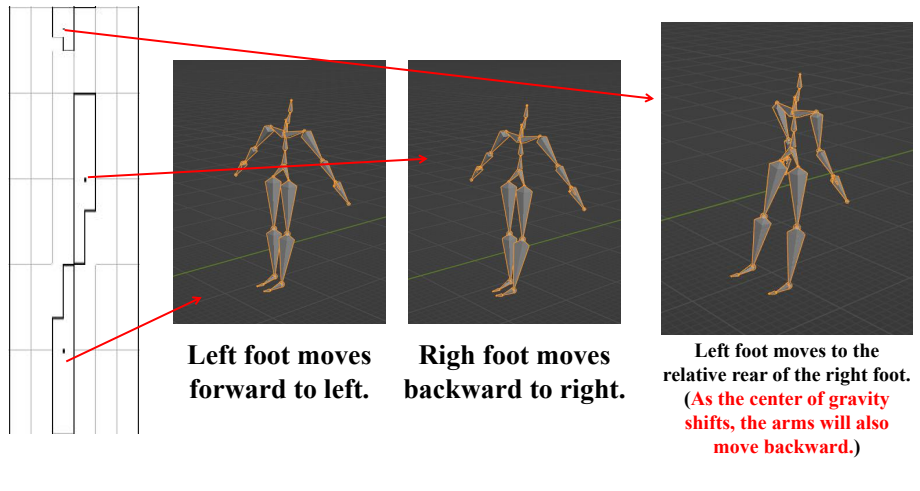 Left foot moves
forward to left.
Righ foot moves
backward to right.
Left foot moves to the
relative rear of the right foot.
(As the center of gravity
shifts, the arms will also
move backward.)